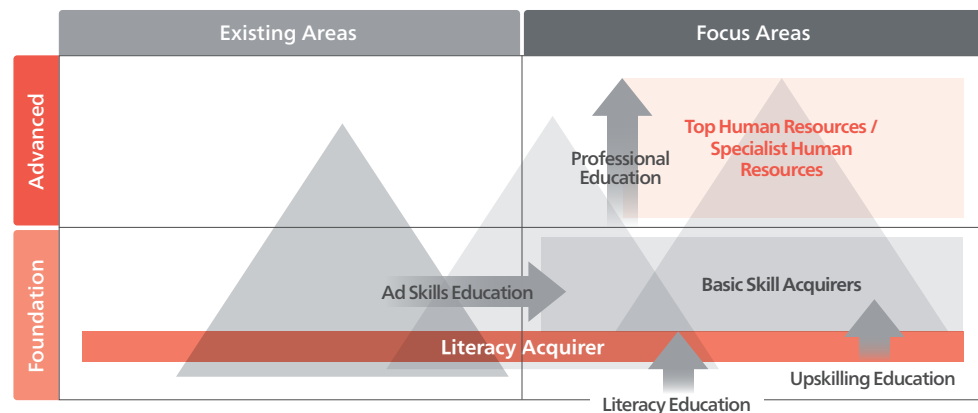 Existing Areas
Focus Areas
Advanced
Professional
Education
Top Human Resources /
Specialist Human
Resources
Foundation
Ad Skills Education
Basic Skill Acquirers
Literacy Acquirer
Upskilling Education
Literacy Education